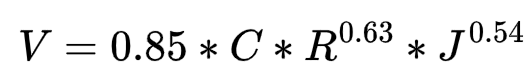 V = 0.85 * C * R^0.63 * J^0.54